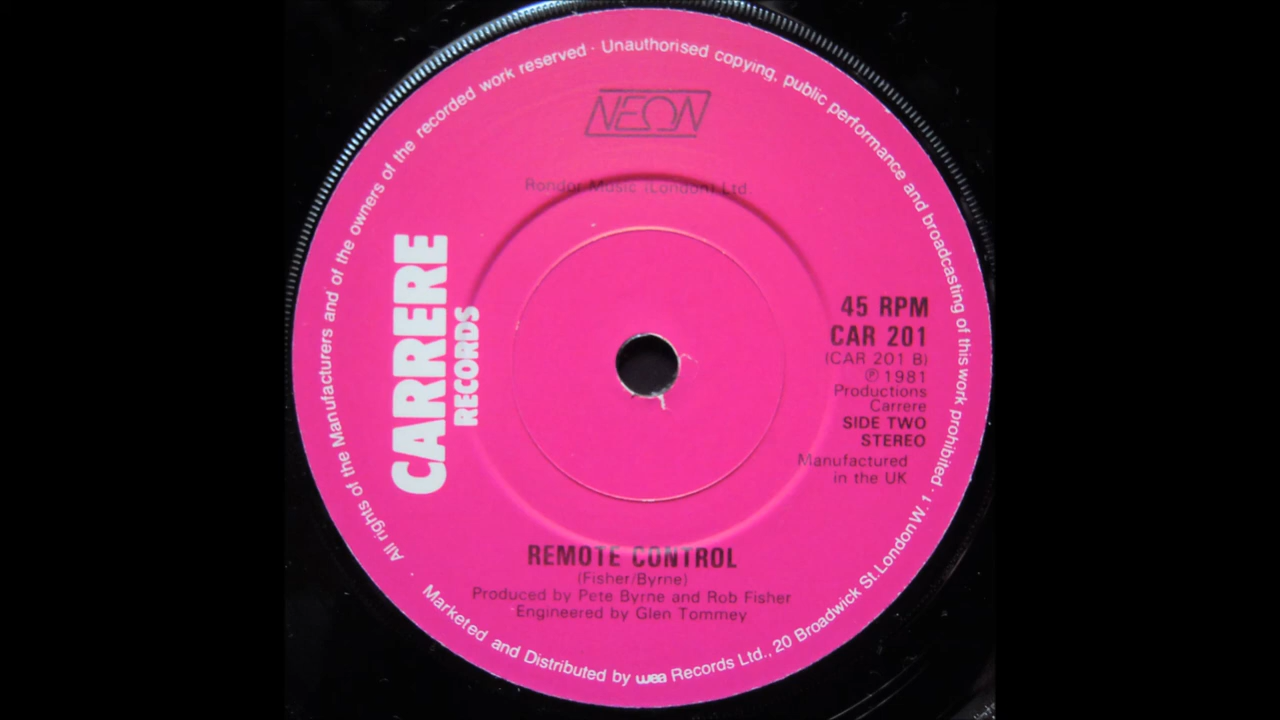 All rights of the Manufacturers and of the owners of the recorded work reserved · Unauthorised copying, public performance and broadcasting of this work prohibited ·
NEON
Rondor Music (London) Ltd.
CARRERE
RECORDS
45 RPM
CAR 201
(CAR 201 B)
℗ 1981
Productions
Carrere
SIDE TWO
STEREO
Manufactured
in the UK
REMOTE CONTROL
(Fisher/Byrne)
Produced by Pete Byrne and Rob Fisher
Engineered by Glen Tommey
· Marketed and Distributed by wea Records Ltd., 20 Broadwick St. London W.1 ·